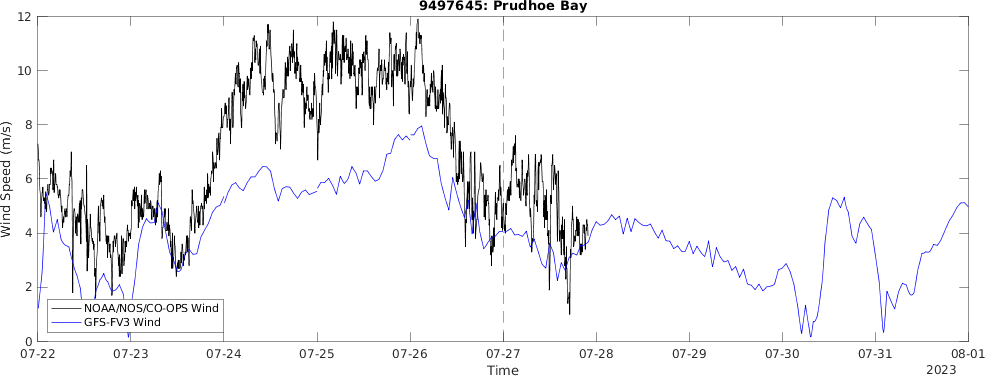 9497645: Prudhoe Bay
Wind Speed (m/s)
12
10
8
6
4
2
0
NOAA/NOS/CO-OPS Wind
GFS-FV3 Wind
07-22 07-23 07-24 07-25 07-26 07-27 07-28 07-29 07-30 07-31 08-01
Time
2023